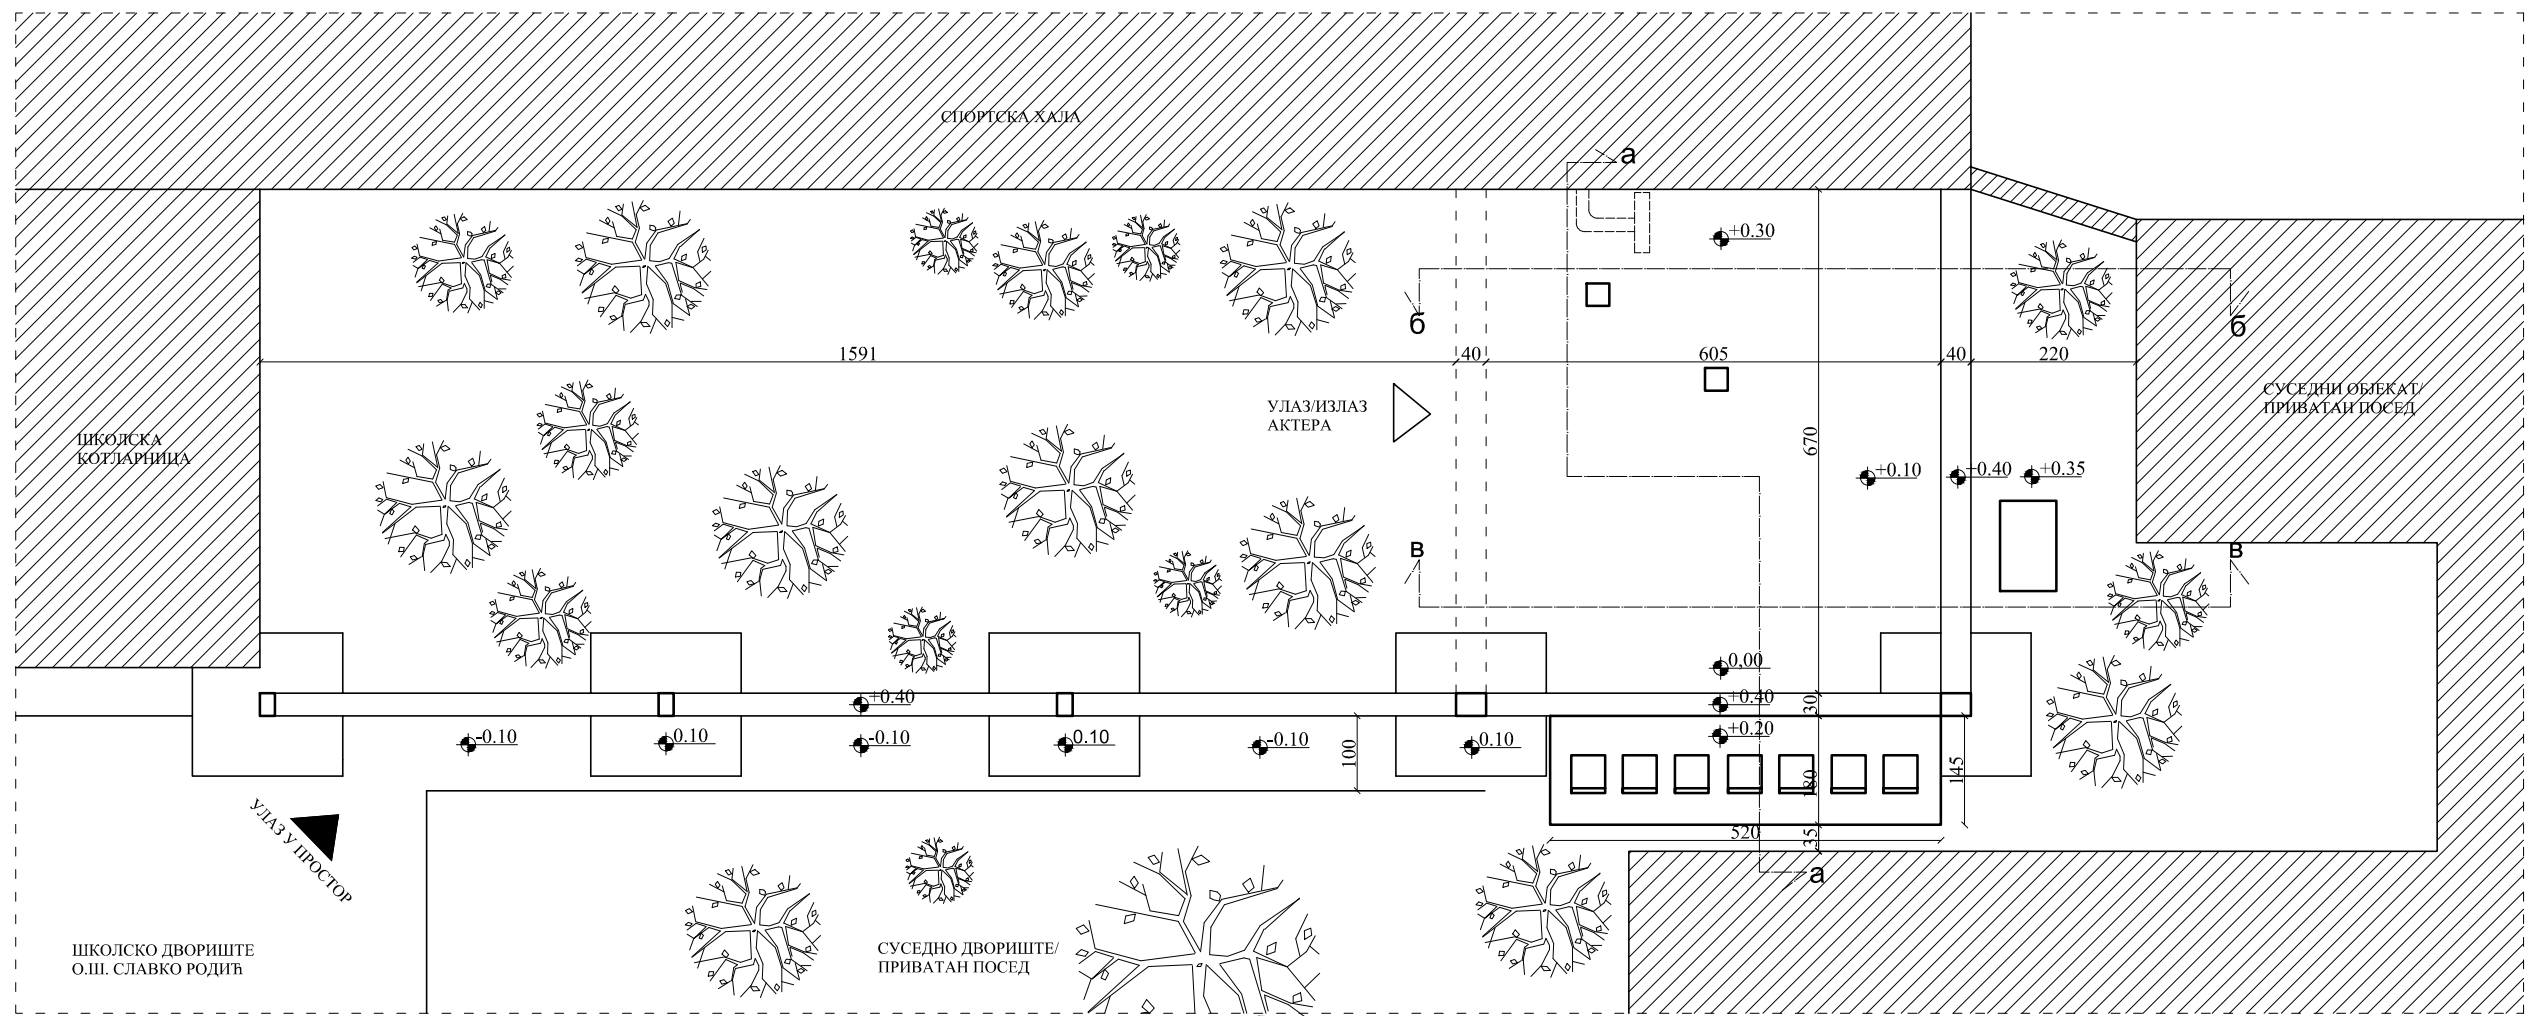 СПОРТСКА ХАЛА
а
+0.30
б
б
1591
40
605
40
220
УЛАЗ/ИЗЛАЗ
АКТЕРА
СУСЕДНИ ОБЈЕКАТ/
ПРИВАТАН ПОСЕД
ШКОЛСКА
КОТЛАРНИЦА
670
+0.10
+0.40
+0.35
в
в
0,00
+0.40
+0.40
30
-0.10
0.10
-0.10
0.10
-0.10
0.10
+0.20
100
180
145
520
35
а
УЛАЗ У ПРОСТОР
ШКОЛСКО ДВОРИШТЕ
О.Ш. СЛАВКО РОДИЋ
СУСЕДНО ДВОРИШТЕ/
ПРИВАТАН ПОСЕД